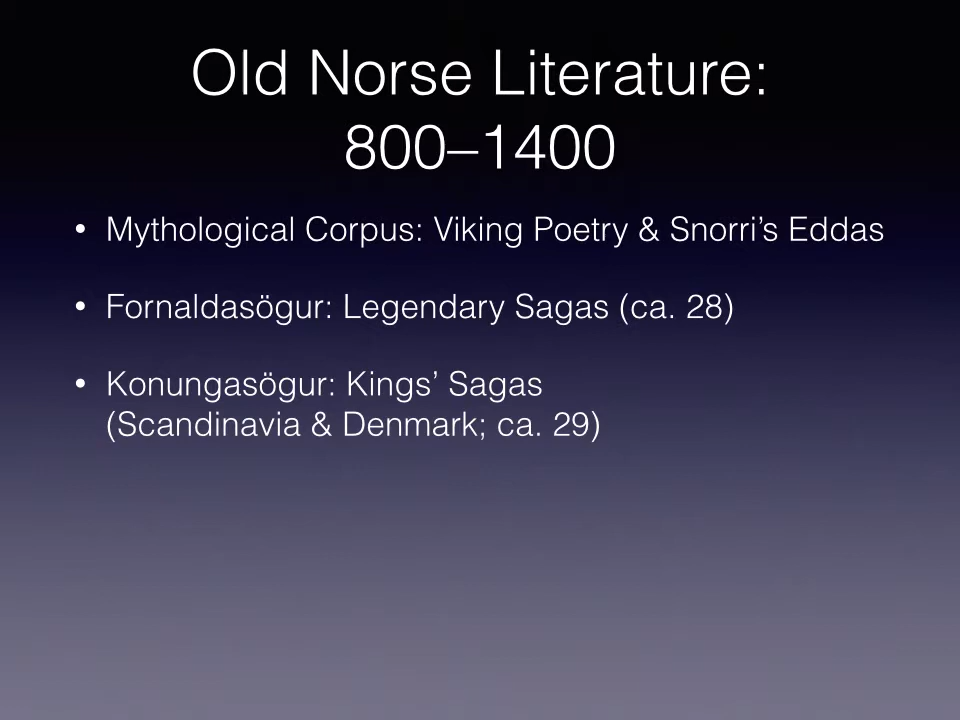 Old Norse Literature:
800–1400
• Mythological Corpus: Viking Poetry & Snorri’s Eddas
• Fornaldasögur: Legendary Sagas (ca. 28)
• Konungasögur: Kings’ Sagas
(Scandinavia & Denmark; ca. 29)